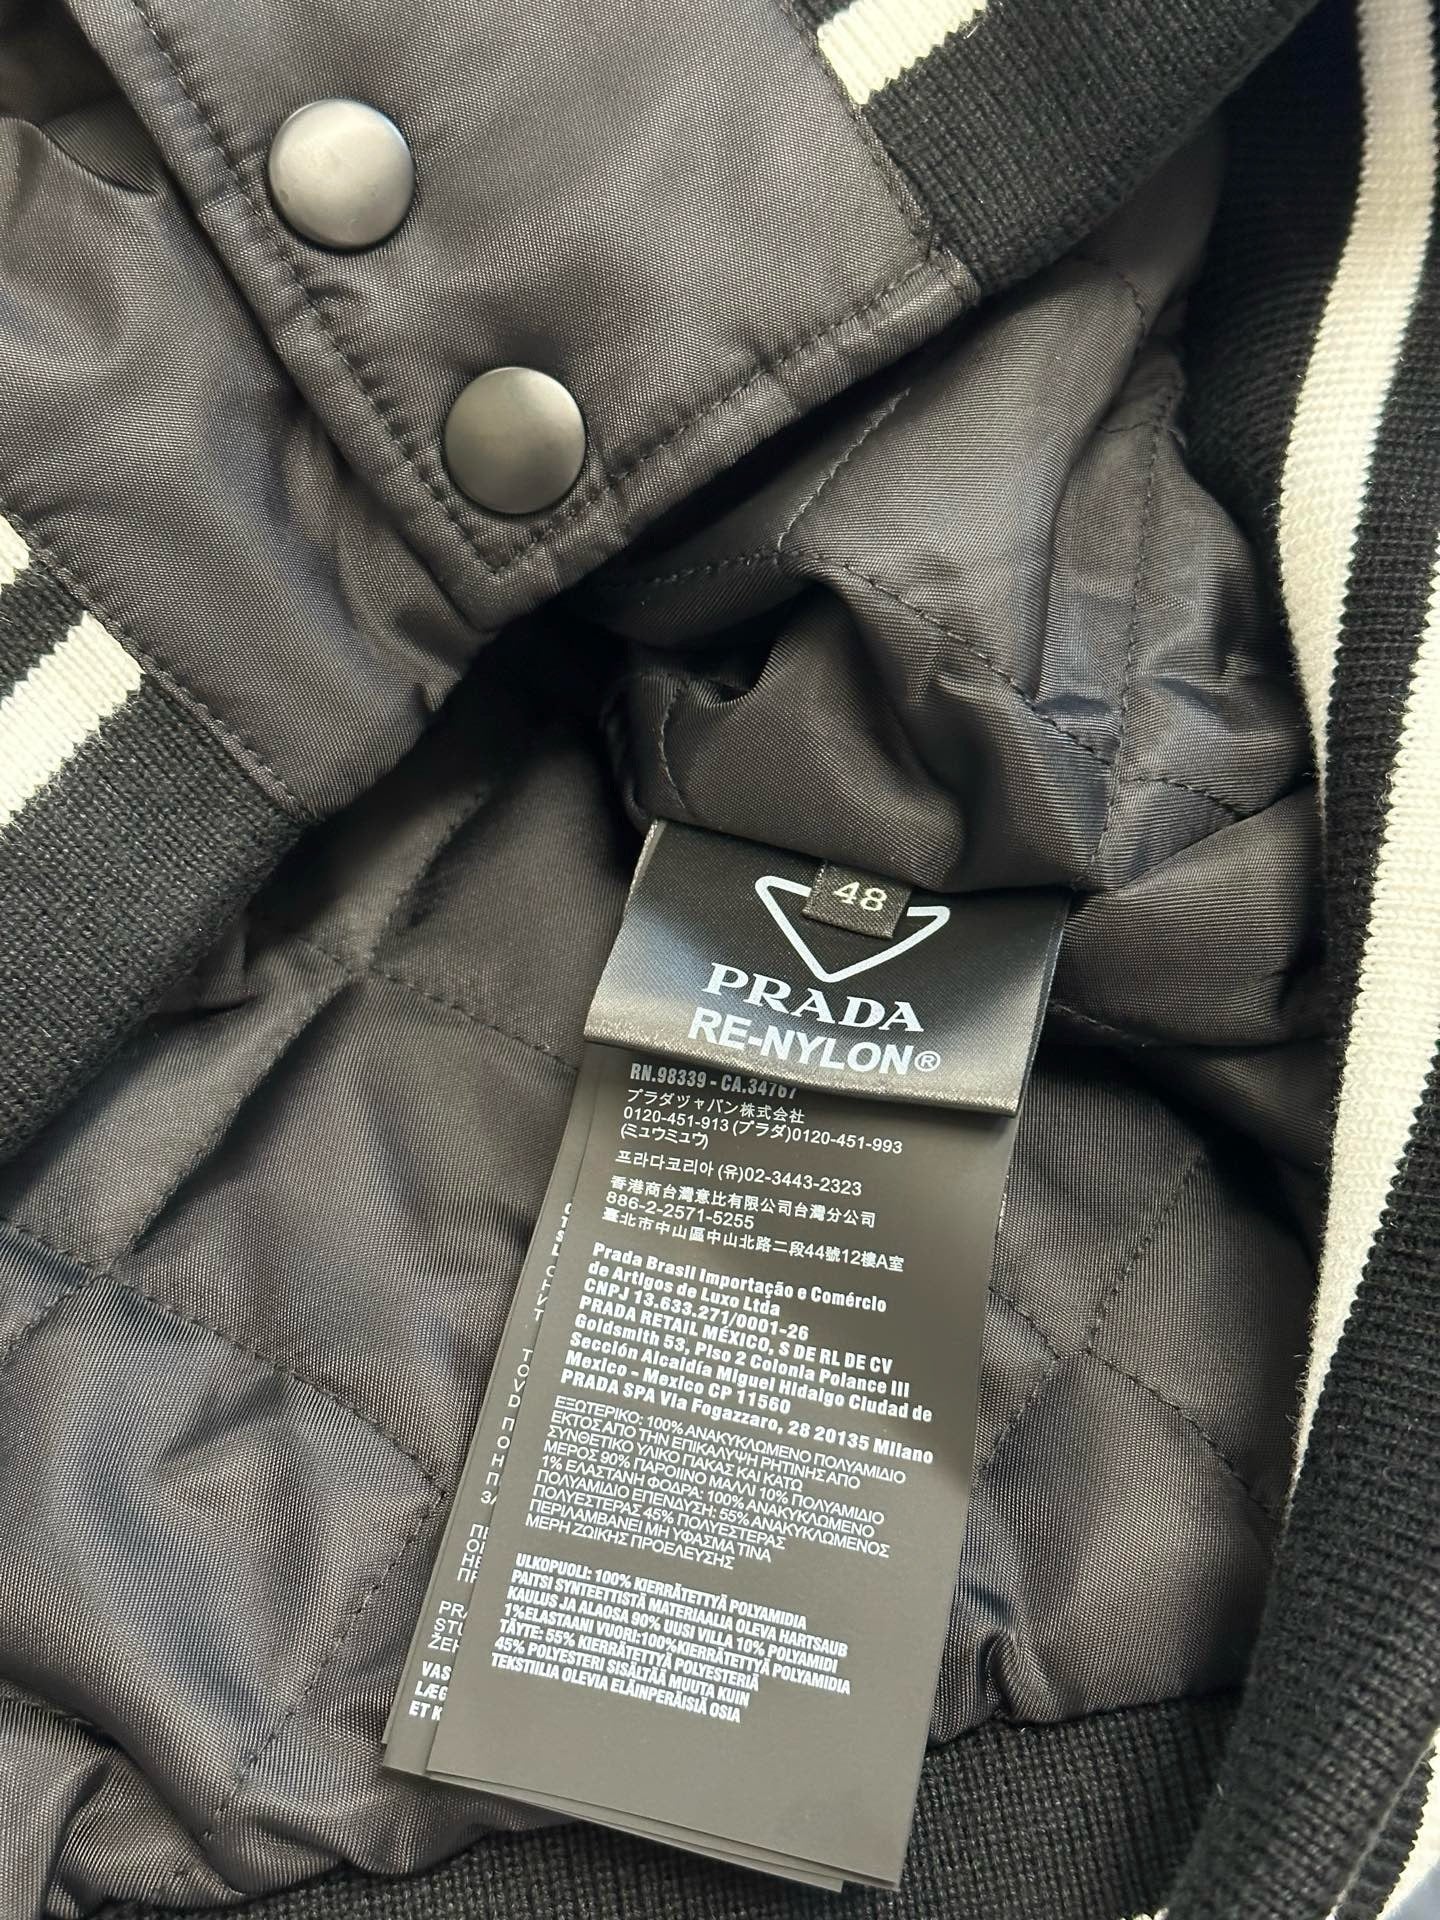 48
PRADA
RE-NYLON®
RN.98339 - CA.34767
プラダジャパン株式会社
0120-451-913 (プラダ)0120-451-993
(ミュウミュウ)
프라다코리아 (유)02-3443-2323
香港商台灣意比有限公司台灣分公司
886-2-2571-5255
臺北市中山區中山北路二段44號12樓A室
Prada Brasil Importação e Comércio
de Artigos de Luxo Ltda
CNPJ 13.633.271/0001-26
PRADA RETAIL MÉXICO, S DE RL DE CV
Goldsmith 53, Piso 2 Colonia Polance III
Sección Alcaldía Miguel Hidalgo Ciudad de
Mexico - Mexico CP 11560
PRADA SPA Via Fogazzaro, 28 20135 Milano
ΕΞΩΤΕΡΙΚΟ: 100% ΑΝΑΚΥΚΛΩΜΕΝΟ ΠΟΛΥΑΜΙΔΙΟ
ΕΚΤΟΣ ΑΠΟ ΤΗΝ ΕΠΙΚΑΛΥΨΗ ΡΗΤΙΝΗΣ ΑΠΟ
ΣΥΝΘΕΤΙΚΟ ΥΛΙΚΟ ΓΙΑΚΑΣ ΚΑΙ ΚΑΤΩ
ΜΕΡΟΣ 90% ΠΑΡΟΙΙΝΟ ΜΑΛΛΙ 10% ΠΟΛΥΑΜΙΔΙΟ
1% ΕΛΑΣΤΑΝΗ ΦΟΔΡΑ: 100% ΑΝΑΚΥΚΛΩΜΕΝΟ
ΠΟΛΥΑΜΙΔΙΟ ΕΠΕΝΔΥΣΗ: 55% ΑΝΑΚΥΚΛΩΜΕΝΟΣ
ΠΟΛΥΕΣΤΕΡΑΣ 45% ΠΟΛΥΕΣΤΕΡΑΣ
ΠΕΡΙΛΑΜΒΑΝΕΙ ΜΗ ΥΦΑΣΜΑ ΤΙΝΑ
ΜΕΡΗ ΖΩΙΚΗΣ ΠΡΟΕΛΕΥΣΗΣ
ULKOPUOLI: 100% KIERRÄTETTYÄ POLYAMIDIA
PAITSI SYNTEETTISTÄ MATERIAALIA OLEVA HARTSAUB
KAULUS JA ALAOSA 90% UUSI VILLA 10% POLYAMIDI
1%ELASTAANI VUORI:100%KIERRÄTETTYÄ POLYAMIDIA
TÄYTE: 55% KIERRÄTETTYÄ POLYESTERIÄ
45% POLYESTERI SISÄLTÄÄ MUUTA KUIN
TEKSTIILIA OLEVIA ELÄINPERÄISIÄ OSIA